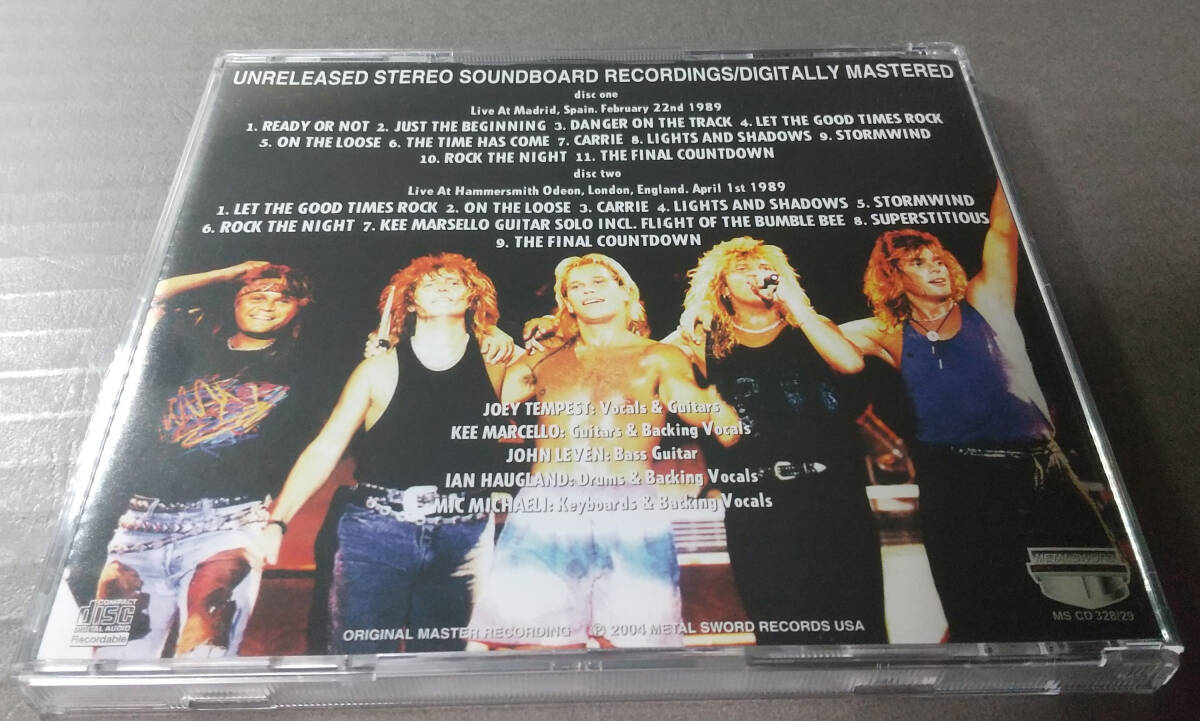 UNRELEASED STEREO SOUNDBOARD RECORDINGS/DIGITALLY MASTERED
disc one
Live At Madrid, Spain. February 22nd 1989
1. READY OR NOT 2. JUST THE BEGINNING 3. DANGER ON THE TRACK 4. LET THE GOOD TIMES ROCK
5. ON THE LOOSE 6. THE TIME HAS COME 7. CARRIE 8. LIGHTS AND SHADOWS 9. STORMWIND
10. ROCK THE NIGHT 11. THE FINAL COUNTDOWN
disc two
Live At Hammersmith Odeon, London, England. April 1st 1989
1. LET THE GOOD TIMES ROCK 2. ON THE LOOSE 3. CARRIE 4. LIGHTS AND SHADOWS 5. STORMWIND
6. ROCK THE NIGHT 7. KEE MARSELLO GUITAR SOLO INCL. FLIGHT OF THE BUMBLE BEE 8. SUPERSTITIOUS
9. THE FINAL COUNTDOWN
JOEY TEMPEST: Vocals & Guitars
KEE MARCELLO: Guitars & Backing Vocals
JOHN LEVEN: Bass Guitar
IAN HAUGLAND: Drums & Backing Vocals
MIC MICHAELI: Keyboards & Backing Vocals
METAL SWORD
MS CD 328/29
COMPACT
disc
DIGITAL AUDIO
Recordable
ORIGINAL MASTER RECORDING ℗ 2004 METAL SWORD RECORDS USA